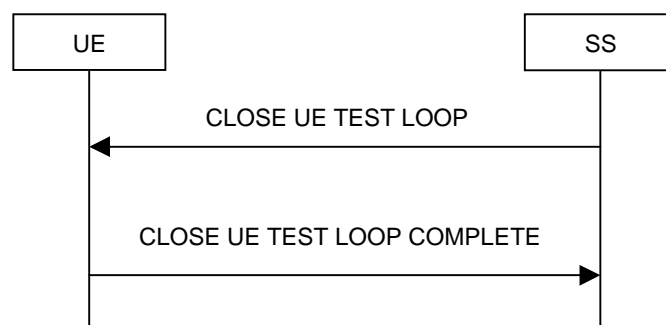 UE
SS
CLOSE UE TEST LOOP
CLOSE UE TEST LOOP COMPLETE